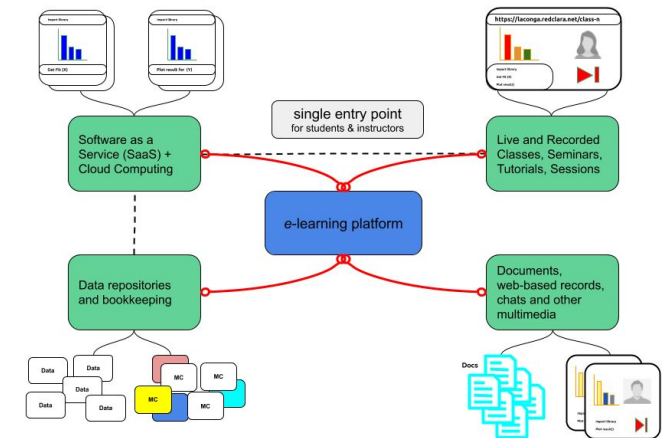 Import library
Get Fit (X)
Import library
Plot result for (Y)
https://laconga.redclara.net/class-n
Import library
Get Fit (X)
Plot result()
single entry point
for students & instructors
Software as a
Service (SaaS) +
Cloud Computing
Live and Recorded
Classes, Seminars,
Tutorials, Sessions
e-learning platform
Data repositories
and bookkeeping
Documents,
web-based records,
chats and other
multimedia
Data
Data
Data
Data
Data
MC
MC
MC
MC
Docs
Import library
Plot result()